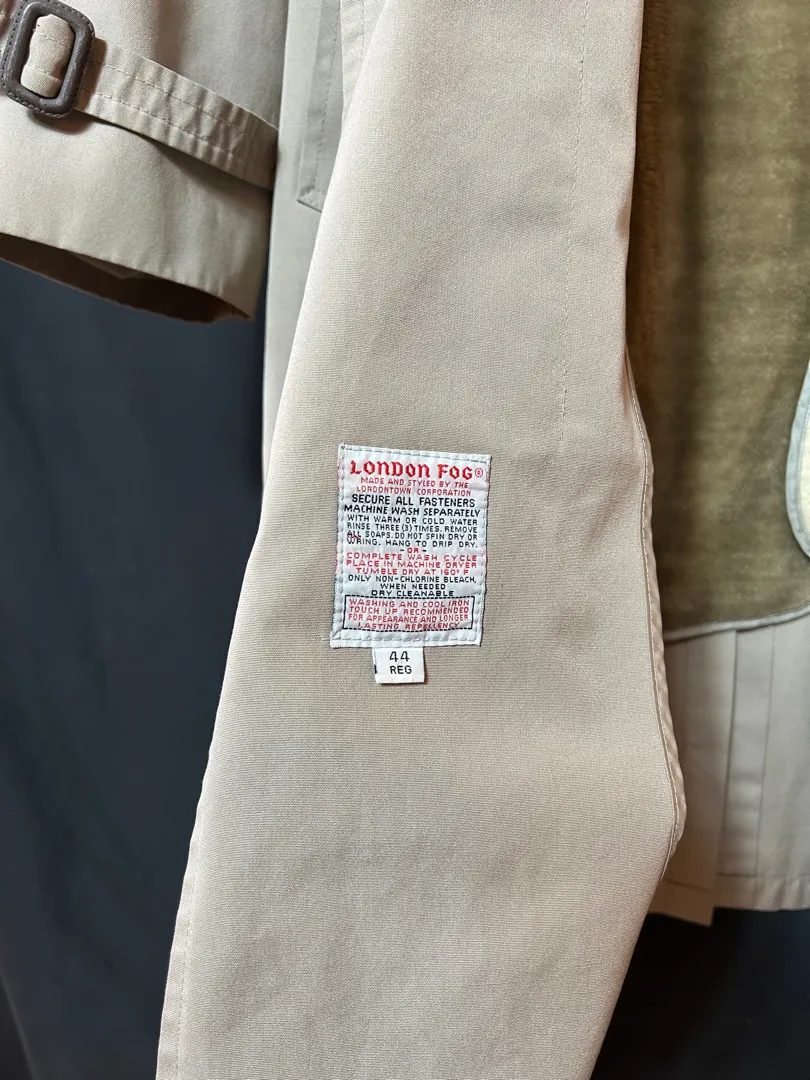 LONDON FOG®
MADE AND STYLED BY THE
LONDONTOWN CORPORATION
SECURE ALL FASTENERS
MACHINE WASH SEPARATELY
WITH WARM OR COLD WATER
RINSE THREE (3) TIMES. REMOVE
ALL SOAPS. DO NOT SPIN DRY OR
WRING. HANG TO DRIP DRY.
-OR-
COMPLETE WASH CYCLE
PLACE IN MACHINE DRYER
TUMBLE DRY AT 160° F
ONLY NON-CHLORINE BLEACH,
WHEN NEEDED
DRY CLEANABLE
WASHING AND COOL IRON
TOUCH UP RECOMMENDED
FOR APPEARANCE AND LONGER
LASTING REPELLENCY
44
REG